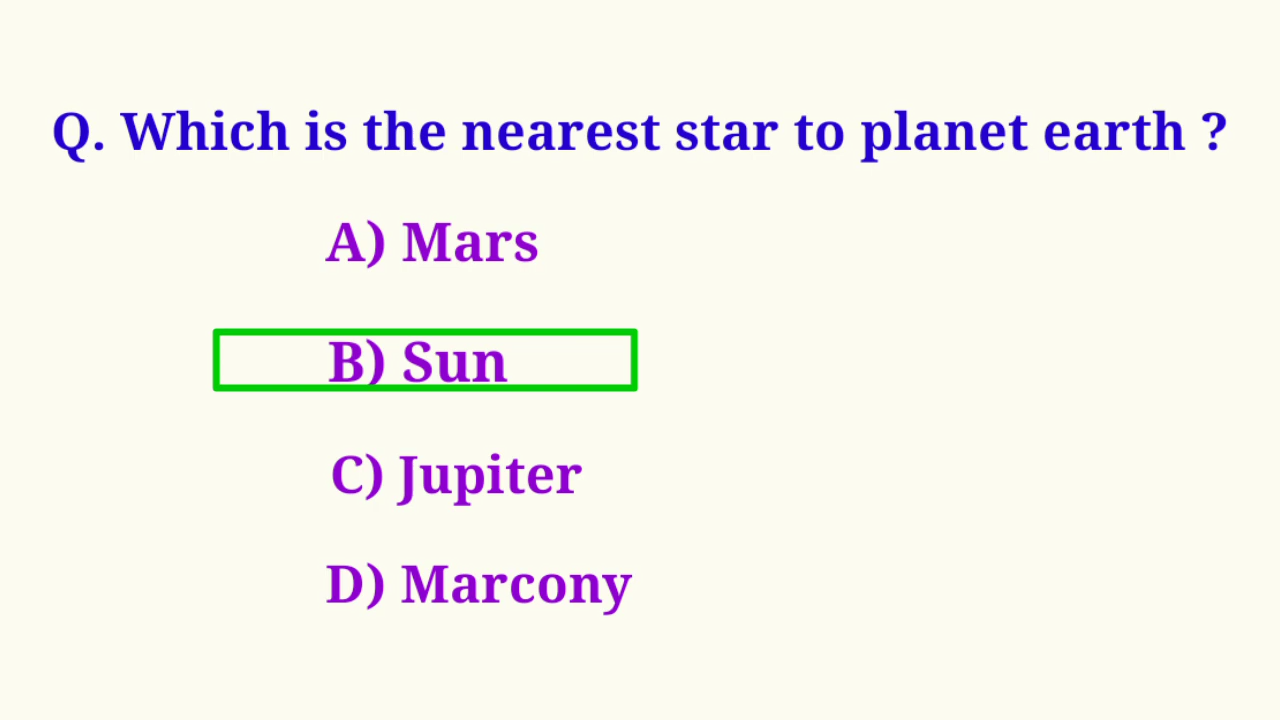 Q. Which is the nearest star to planet earth ?
A) Mars
B) Sun
C) Jupiter
D) Marcony